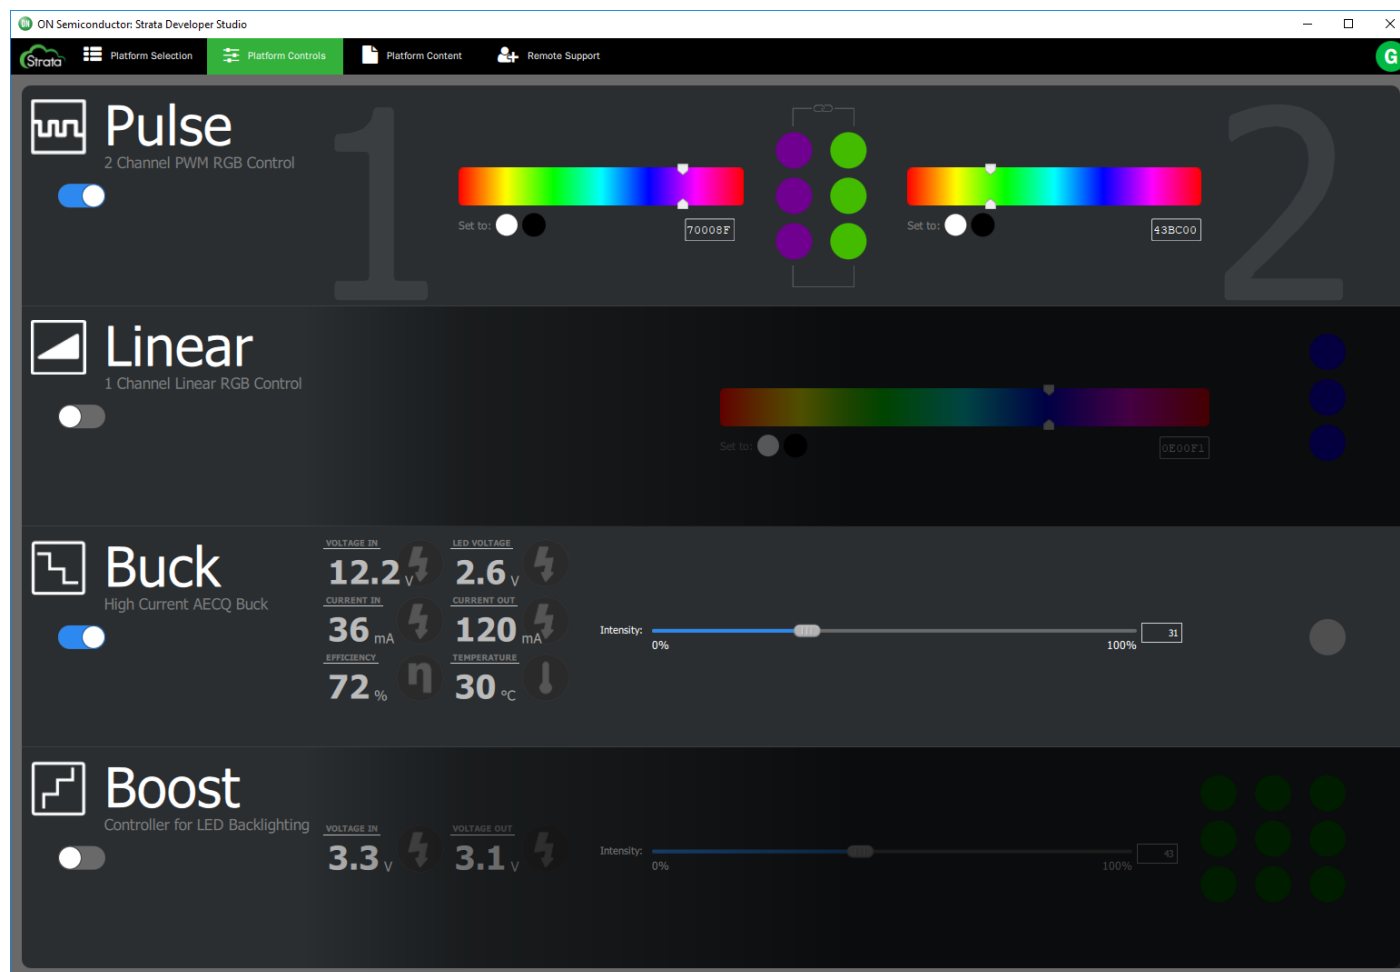 ON Semiconductor: Strata Developer Studio
Strata Platform Selection Platform Controls Platform Content Remote Support G
Pulse
2 Channel PWM RGB Control
1
2
Set to: 70008F
Set to: 43BC00
Linear
1 Channel Linear RGB Control
Set to: 0E00F1
Buck
High Current AECQ Buck
VOLTAGE IN LED VOLTAGE
12.2 V 2.6 V
CURRENT IN CURRENT OUT
36 mA 120 mA
EFFICIENCY TEMPERATURE
72 % η 30 °C
Intensity: 31
0% 100%
Boost
Controller for LED Backlighting
VOLTAGE IN VOLTAGE OUT
3.3 V 3.1 V
Intensity: 43
0% 100%